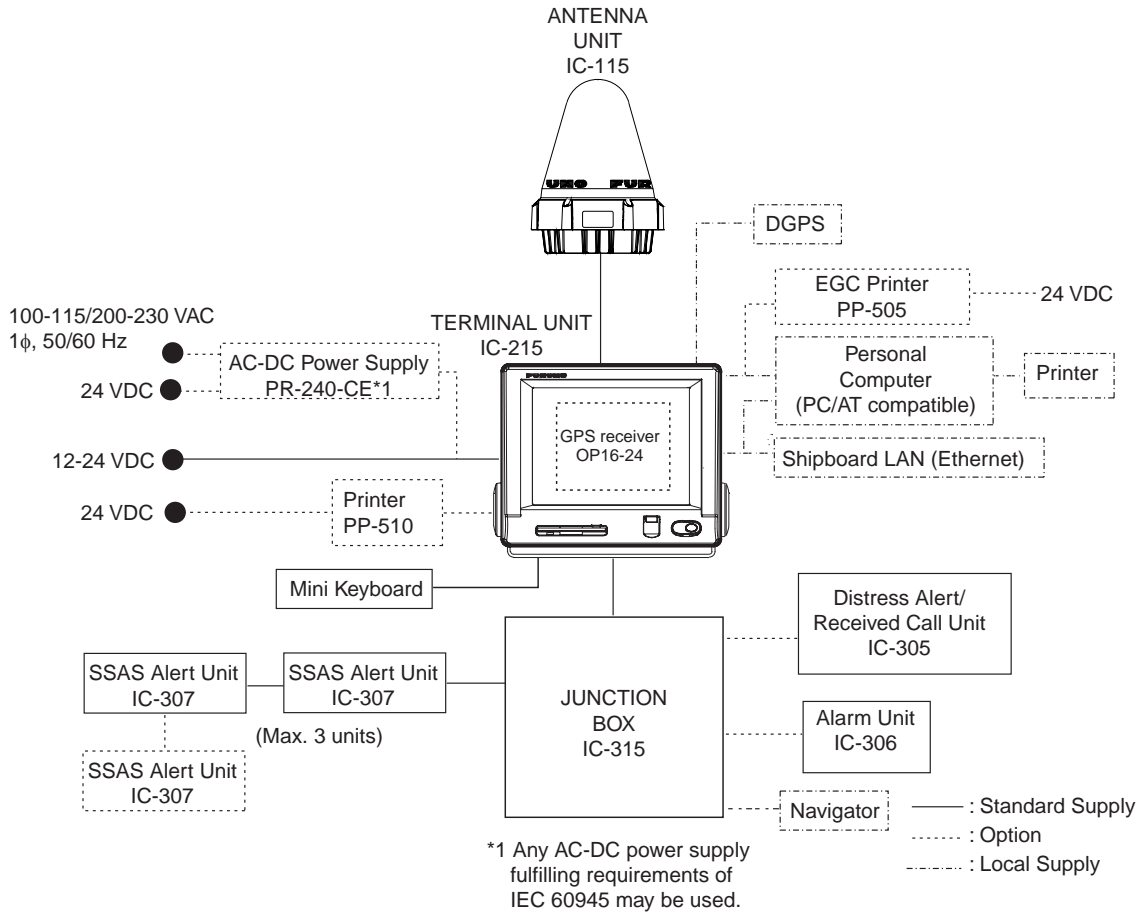 ANTENNA
UNIT
IC-115
UNO FUR
DGPS
EGC Printer
PP-505
24 VDC
100-115/200-230 VAC
1ϕ, 50/60 Hz
TERMINAL UNIT
IC-215
AC-DC Power Supply
PR-240-CE*1
24 VDC
Personal
Computer
(PC/AT compatible)
Printer
FURUNO
GPS receiver
OP16-24
12-24 VDC
Shipboard LAN (Ethernet)
24 VDC
Printer
PP-510
Mini Keyboard
Distress Alert/
Received Call Unit
IC-305
SSAS Alert Unit
IC-307
SSAS Alert Unit
IC-307
(Max. 3 units)
SSAS Alert Unit
IC-307
JUNCTION
BOX
IC-315
Alarm Unit
IC-306
Navigator
: Standard Supply
: Option
: Local Supply
*1 Any AC-DC power supply
fulfilling requirements of
IEC 60945 may be used.